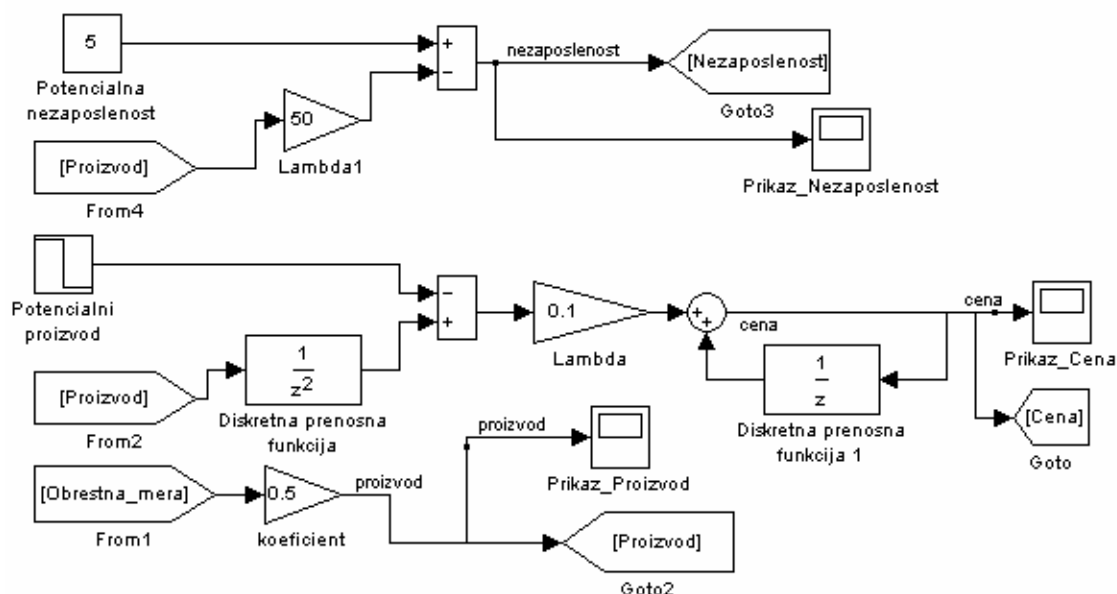 5
Potencialna
nezaposlenost
50
Lambda1
[Proizvod]
From4
+
−
nezaposlenost
[Nezaposlenost]
Goto3
Prikaz_Nezaposlenost
Potencialni
proizvod
[Proizvod]
From2
1
z2
Diskretna prenosna
funkcija
−
+
0.1
Lambda
+
+
cena
1
z
Diskretna prenosna
funkcija 1
cena
Prikaz_Cena
[Cena]
Goto
[Obrestna_mera]
From1
0.5
koeficient
proizvod
proizvod
Prikaz_Proizvod
[Proizvod]
Goto2